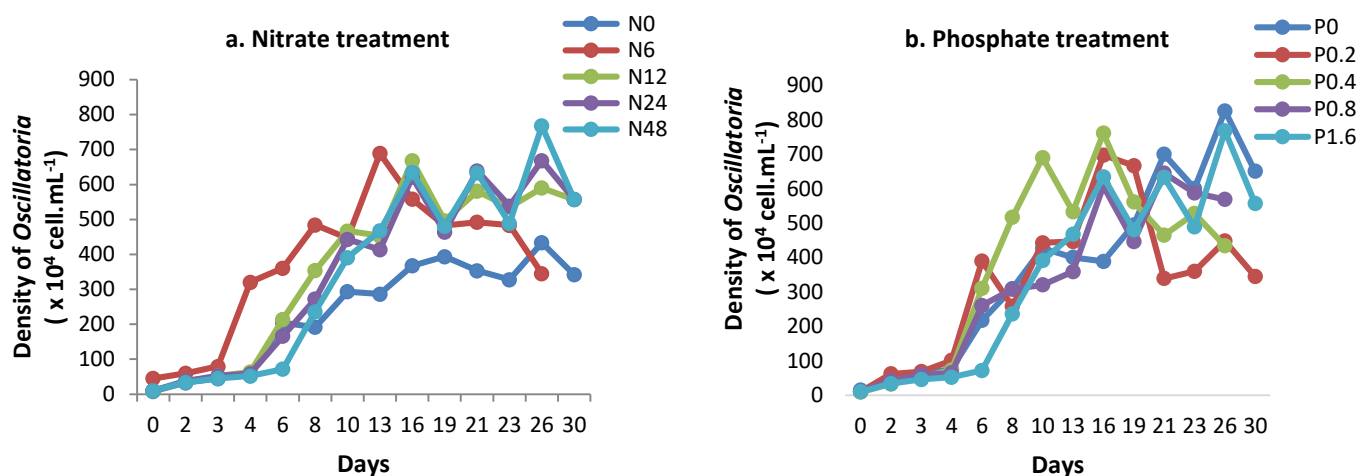 a. Nitrate treatment
N0
N6
N12
N24
N48
Density of Oscillatoria
( x 10⁴ cell.mL⁻¹)
900
800
700
600
500
400
300
200
100
0
0 2 3 4 6 8 10 13 16 19 21 23 26 30
Days
b. Phosphate treatment
P0
P0.2
P0.4
P0.8
P1.6
Density of Oscillatoria
( x 10⁴ cell.mL⁻¹)
900
800
700
600
500
400
300
200
100
0
0 2 3 4 6 8 10 13 16 19 21 23 26 30
Days